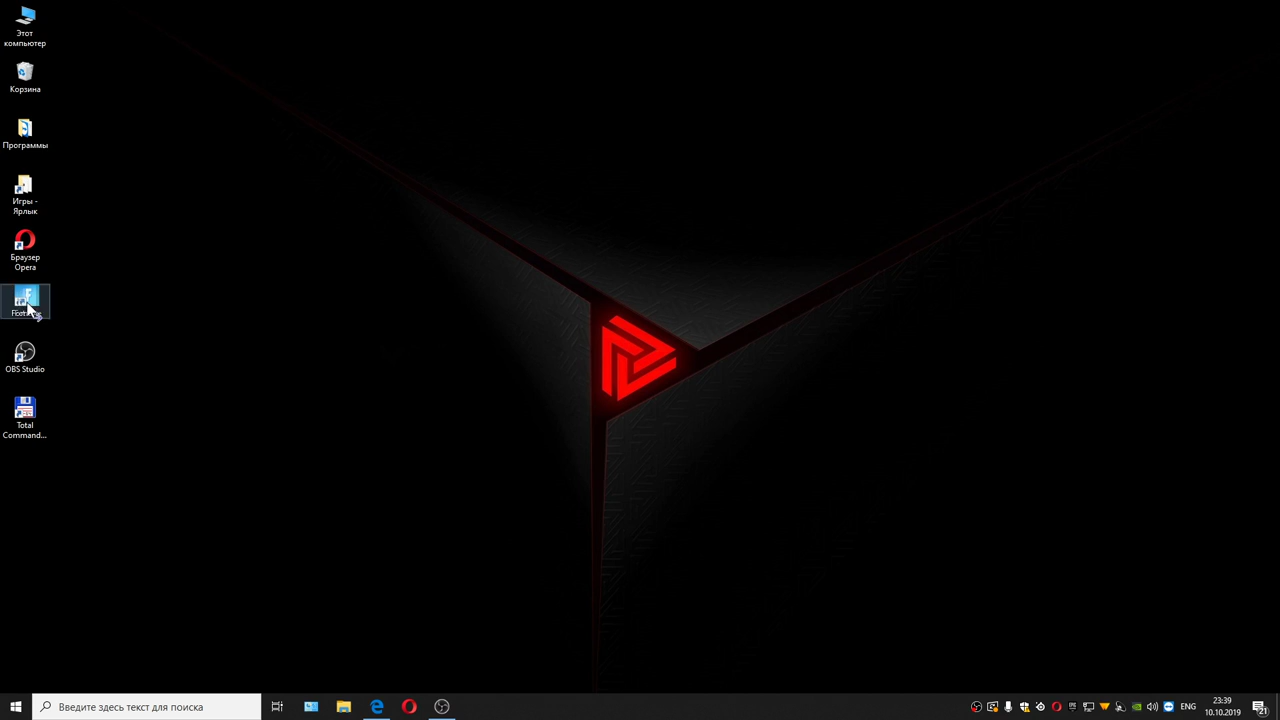 Этот
компьютер
Корзина
Программы
Игры -
Ярлык
Браузер
Opera
OBS Studio
Total
Command...
Введите здесь текст для поиска
ENG
23:39
10.10.2019